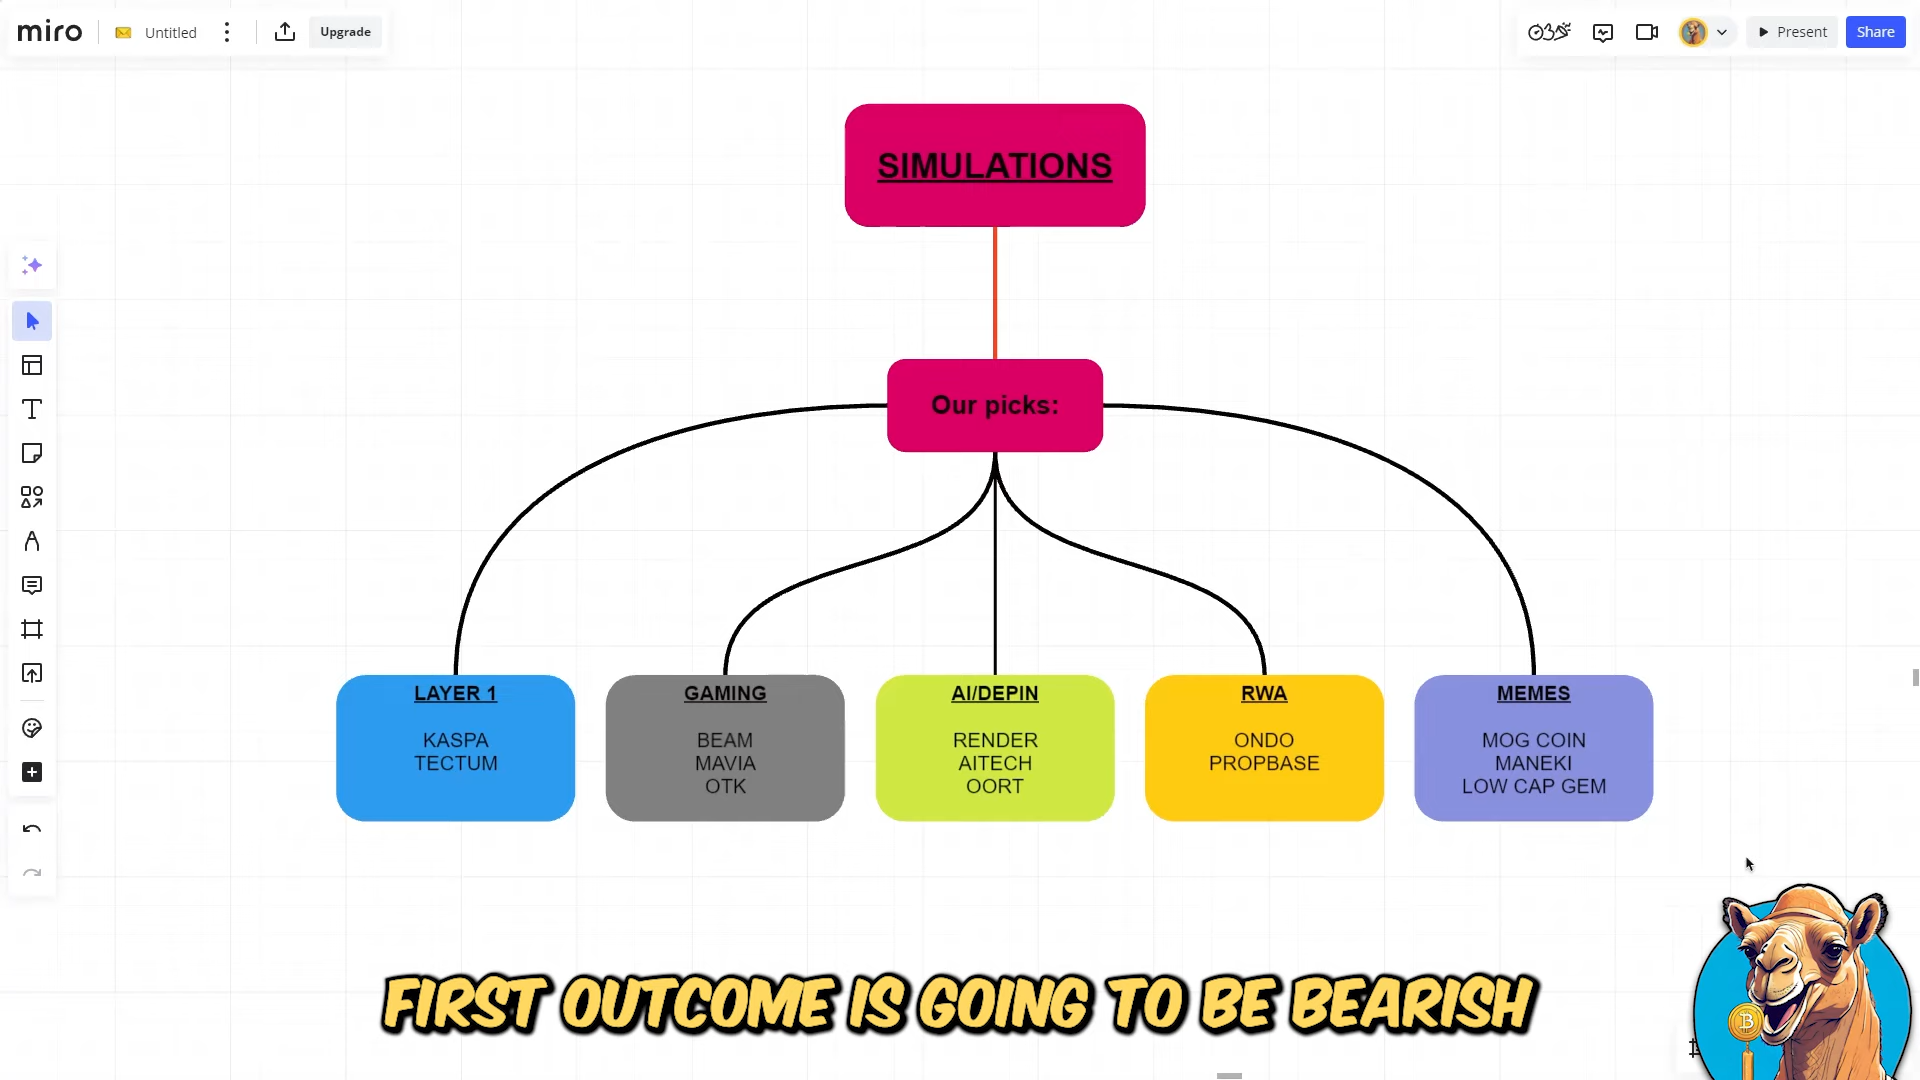 miro
Untitled
Upgrade
Present
Share
SIMULATIONS
Our picks:
LAYER 1
KASPA
TECTUM
GAMING
BEAM
MAVIA
OTK
AI/DEPIN
RENDER
AITECH
OORT
RWA
ONDO
PROPBASE
MEMES
MOG COIN
MANEKI
LOW CAP GEM
FIRST OUTCOME IS GOING TO BE BEARISH